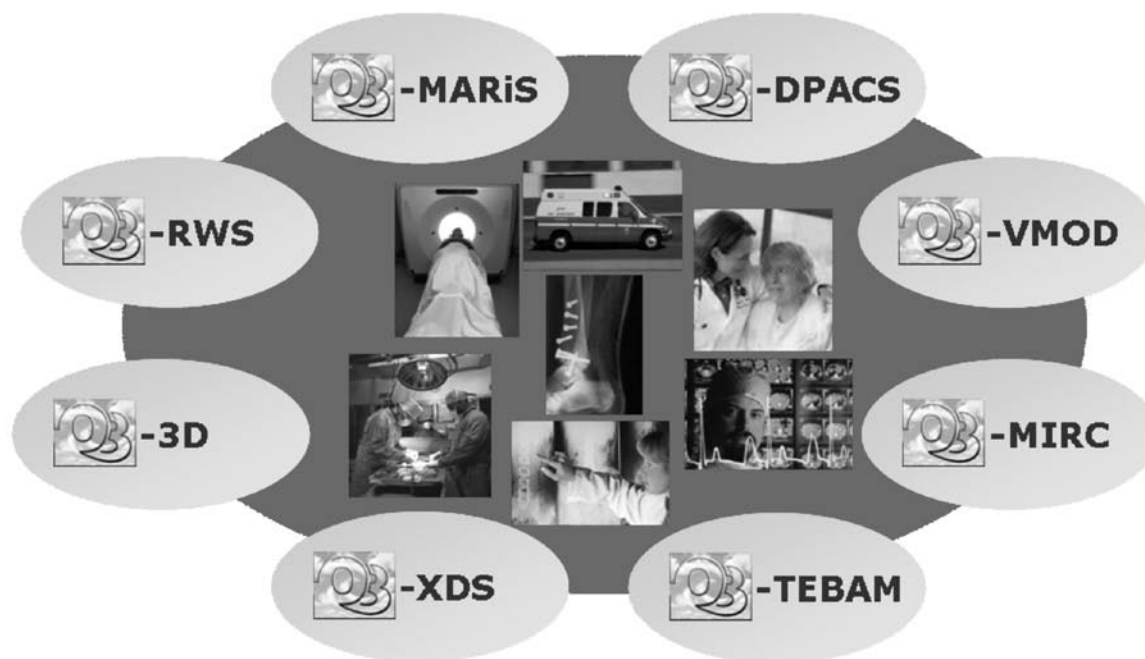 O3-MARiS
O3-DPACS
O3-RWS
O3-VMOD
O3-3D
O3-MIRC
O3-XDS
O3-TEBAM